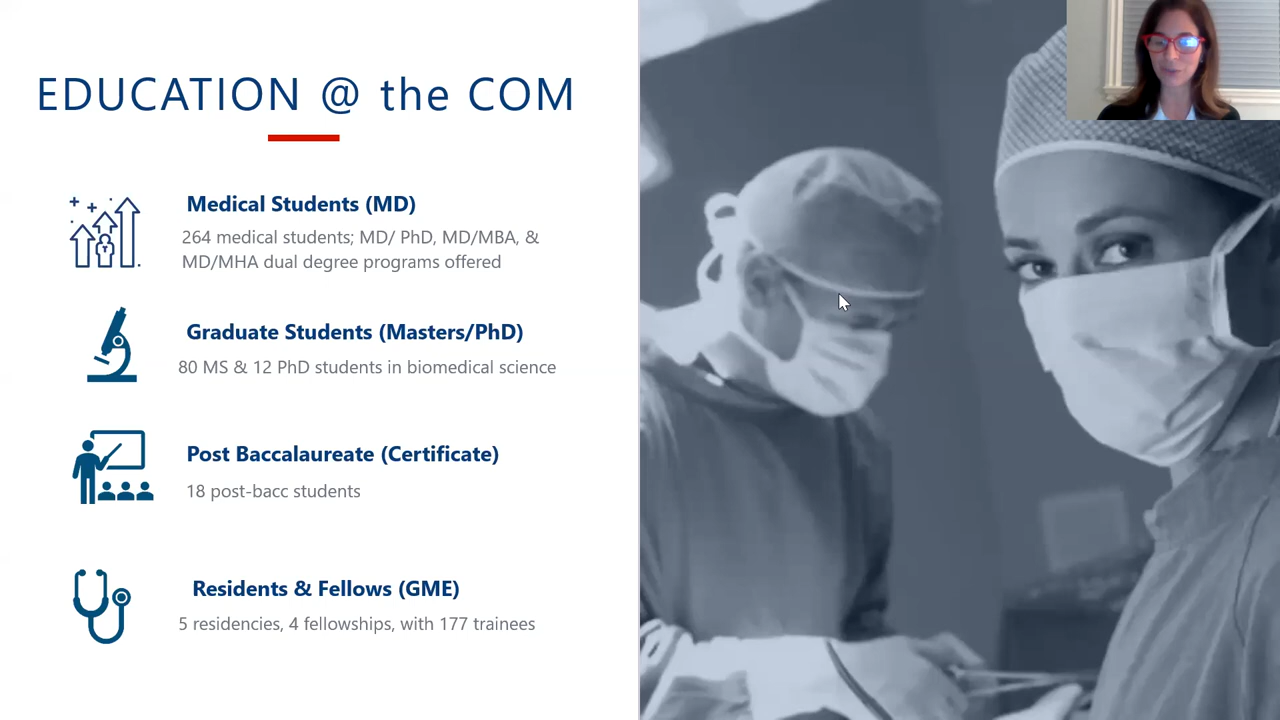 EDUCATION @ the COM
Medical Students (MD)
264 medical students; MD/ PhD, MD/MBA, &
MD/MHA dual degree programs offered
Graduate Students (Masters/PhD)
80 MS & 12 PhD students in biomedical science
Post Baccalaureate (Certificate)
18 post-bacc students
Residents & Fellows (GME)
5 residencies, 4 fellowships, with 177 trainees